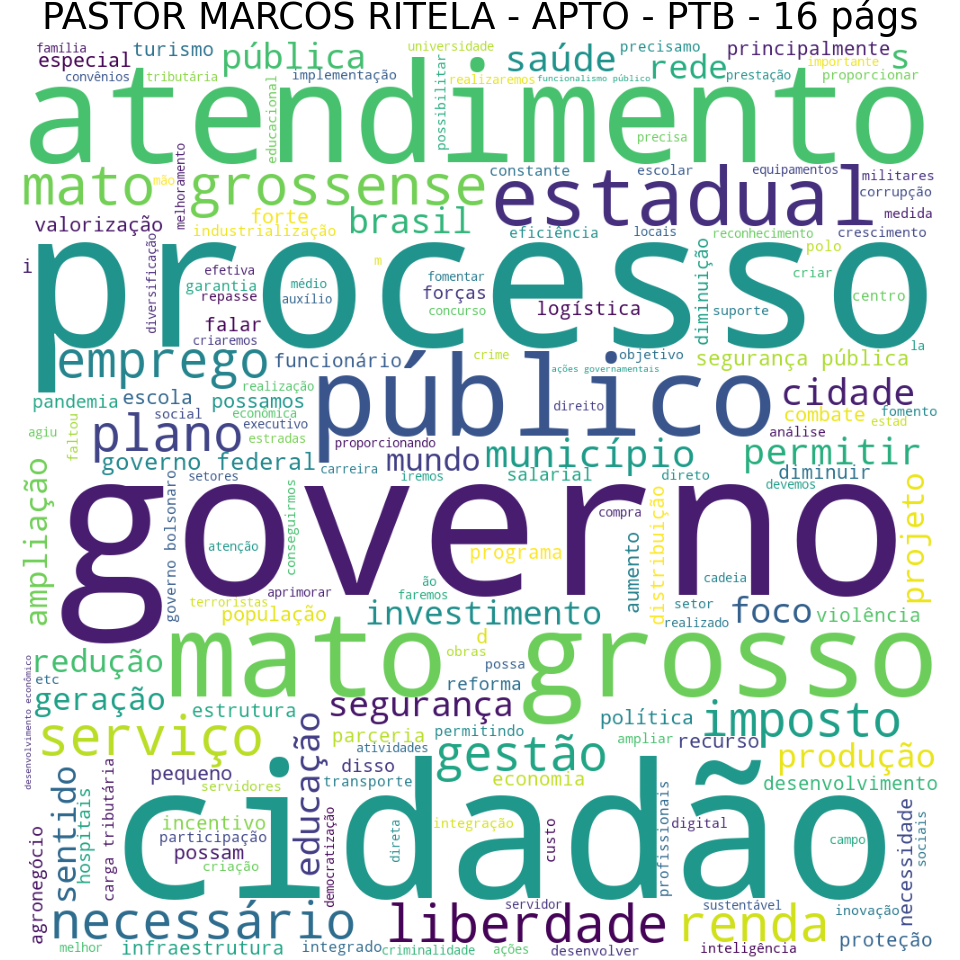 PASTOR MARCOS RITELA - APTO - PTB - 16 págs
família
turismo
pública
universidade
saúde
precisamo
principalmente
s
especial
rede
importante
convênios
tributária
implementação
realizaremos
funcionalismo público
prestação
proporcionar
atendimento
educacional
possibilitar
precisa
mato grossense
mão
melhoramento
constante
estadual
escolar
equipamentos
militares
corrupção
valorização
forte
industrialização
brasil
eficiência
locais
reconhecimento
medida
crescimento
processo
i
diversificação
efetiva
garantia
repasse
médio
auxílio
m
fomentar
forças
concurso
logística
diminuição
polo
criar
centro
suporte
falar
criaremos
emprego
funcionário
crime
objetivo
ações governamentais
segurança pública
la
público
pandemia
escola
realização
possamos
direito
cidade
combate
fomento
estad
agiu
faltou
social
econômica
executivo
estradas
plano
proporcionando
análise
governo federal
setores
carreira
mundo
iremos
município
salarial
direto
permitir
diminuir
devemos
governo
ampliação
governo bolsonaro
atenção
conseguirmos
programa
compra
aumento
distribuição
projeto
cadeia
aprimorar
terroristas
população
ão
faremos
investimento
setor
realizado
foco
violência
mato grosso
d
obras
possa
redução
etc
desenvolvimento econômico
geração
reforma
estrutura
segurança
política
imposto
serviço
parceria
permitindo
ampliar
recurso
atividades
gestão
produção
educação
disso
pequeno
servidores
transporte
economia
desenvolvimento
cidadão
sentido
hospitais
carga tributária
incentivo
participação
possam
criação
democratização
direta
integração
custo
profissionais
digital
campo
necessidade
sociais
agronegócio
necessário
liberdade
servidor
sustentável
renda
inovação
proteção
melhor
infraestrutura
integrado
criminalidade
ações
desenvolver
inteligência